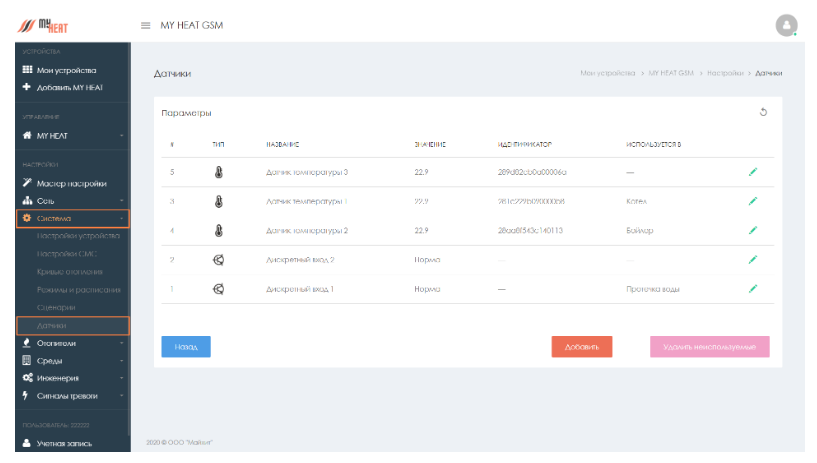 MY HEAT
MY HEAT GSM
УСТРОЙСТВА
Мои устройства
Добавить MY HEAT
УПРАВЛЕНИЕ
MY HEAT
НАСТРОЙКИ
Мастер настройки
Сеть
Система
Настройки устройства
Настройки СМС
Кривые отопления
Режимы и расписания
Сценарии
Датчики
Отопители
Среды
Инженерия
Сигналы тревоги
ПОЛЬЗОВАТЕЛЬ: 222222
Учетная запись
Датчики
Мои устройства > MY HEAT GSM > Настройки > Датчики
Параметры
# ТИП НАЗВАНИЕ ЗНАЧЕНИЕ ИДЕНТИФИКАТОР ИСПОЛЬЗУЕТСЯ В
5 Датчик температуры 3 22.9 —
3 Датчик температуры 1 22.9 Котел
4 Датчик температуры 2 22.9 28aa8f543c140113 Бойлер
2 Дискретный вход 2 Норма — —
1 Дискретный вход 1 Норма — Протечка воды
Назад
Добавить
Удалить неиспользуемые
2020 © ООО "Майхит"